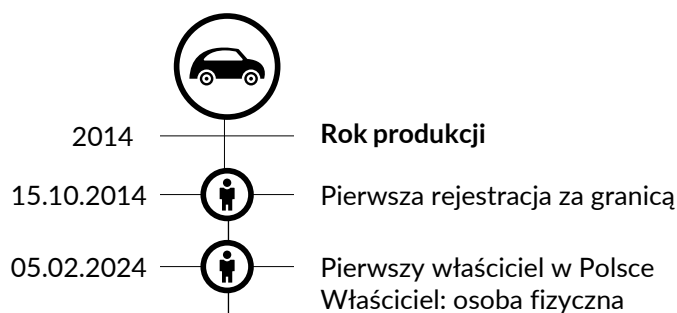 2014 Rok produkcji
15.10.2014 Pierwsza rejestracja za granicą
05.02.2024 Pierwszy właściciel w Polsce
Właściciel: osoba fizyczna